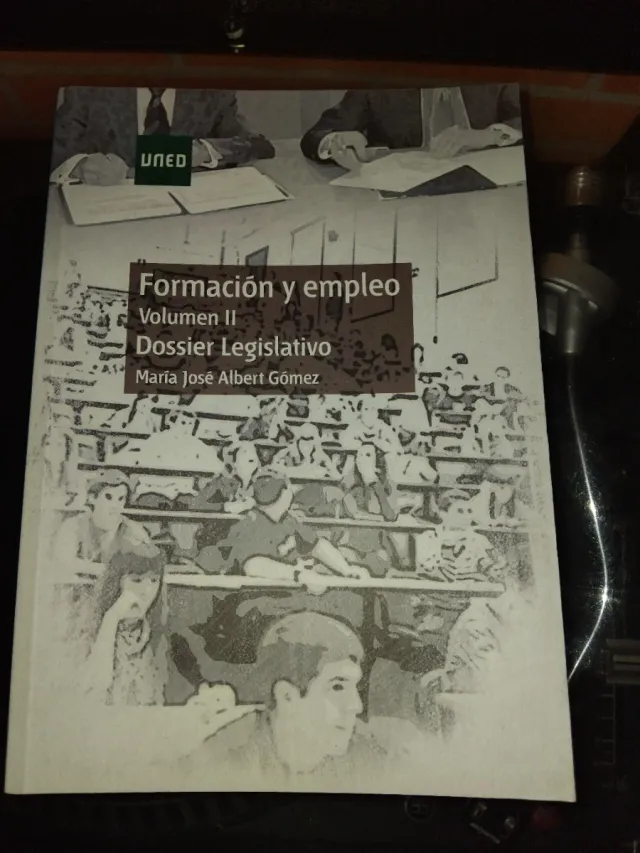 UNED
Formación y empleo
Volumen II
Dossier Legislativo
María José Albert Gómez